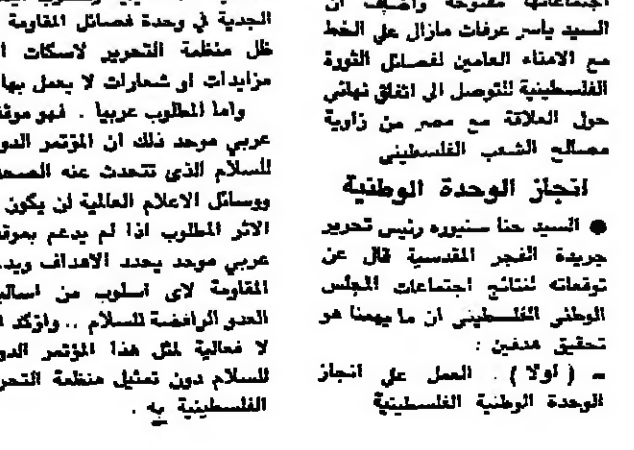 اجتماعاتها مفتوحة واضاف ان
السيد ياسر عرفات مازال على الخط
مع الامناء العامين لفصائل الثورة
الفلسطينية للتوصل الى اتفاق نهائي
حول العلاقة مع مصر من زاوية
مصالح الشعب الفلسطيني
انجاز الوحدة الوطنية
● السيد حنا سنيوره رئيس تحرير
جريدة الفجر المقدسية قال عن
توقعاته لنتائج اجتماعات المجلس
الوطني الفلسطيني ان ما يهمنا هو
تحقيق هدفين :
- ( اولا ) . العمل على انجاز
الوحدة الوطنية الفلسطينية
الجدية في وحدة فصائل المقاومة
ظل منظمة التحرير لاسكات
مزايدات او شعارات لا يعمل بها
واما المطلوب عربيا . فهو موقف
عربي موحد ذلك ان المؤتمر الدو
للسلام الذي تتحدث عنه الصحف
ووسائل الاعلام العالمية لن يكون
الاثر المطلوب اذا لم يدعم بموقف
عربي موحد يحدد الاهداف ويد
المقاومة لاى اسلوب من اسالي
العدو الرافضة للسلام .. واؤكد
لا فعالية لمثل هذا المؤتمر الدو
للسلام دون تمثيل منظمة التحر
الفلسطينية به .